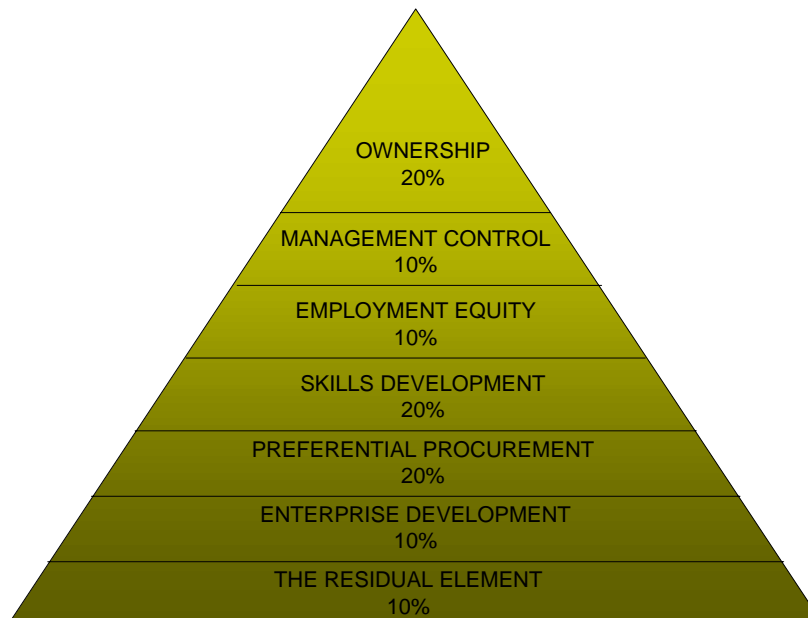 OWNERSHIP
20%
MANAGEMENT CONTROL
10%
EMPLOYMENT EQUITY
10%
SKILLS DEVELOPMENT
20%
PREFERENTIAL PROCUREMENT
20%
ENTERPRISE DEVELOPMENT
10%
THE RESIDUAL ELEMENT
10%